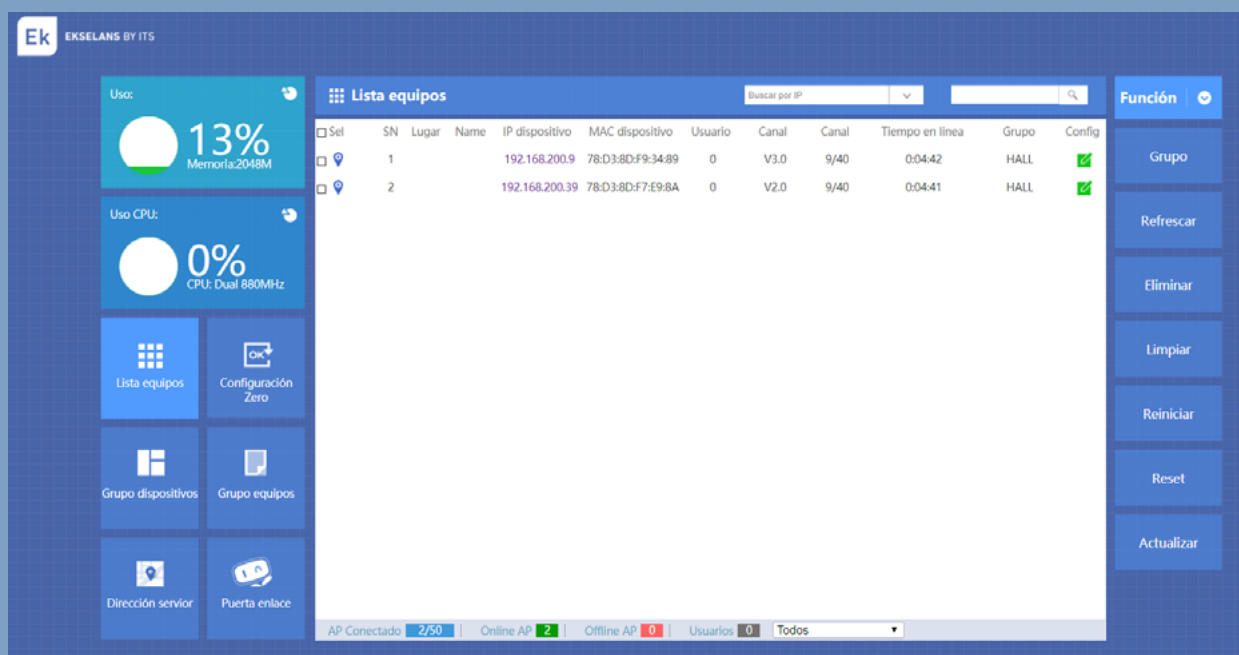 Ek EKSELANS BY ITS
Uso:
13%
Memoria:2048M
Uso CPU:
0%
CPU: Dual 880MHz
Lista equipos
Configuración
Zero
Grupo dispositivos
Grupo equipos
Dirección servior
Puerta enlace
Lista equipos
Buscar por IP
Sel SN Lugar Name IP dispositivo MAC dispositivo Usuario Canal Canal Tiempo en linea Grupo Config
1 192.168.200.9 78:D3:8D:F9:34:89 0 V3.0 9/40 0:04:42 HALL
2 192.168.200.39 78:D3:8D:F7:E9:8A 0 V2.0 9/40 0:04:41 HALL
AP Conectado 2/50 | Online AP 2 | Offline AP 0 | Usuarios 0 Todos
Función
Grupo
Refrescar
Eliminar
Limpiar
Reiniciar
Reset
Actualizar